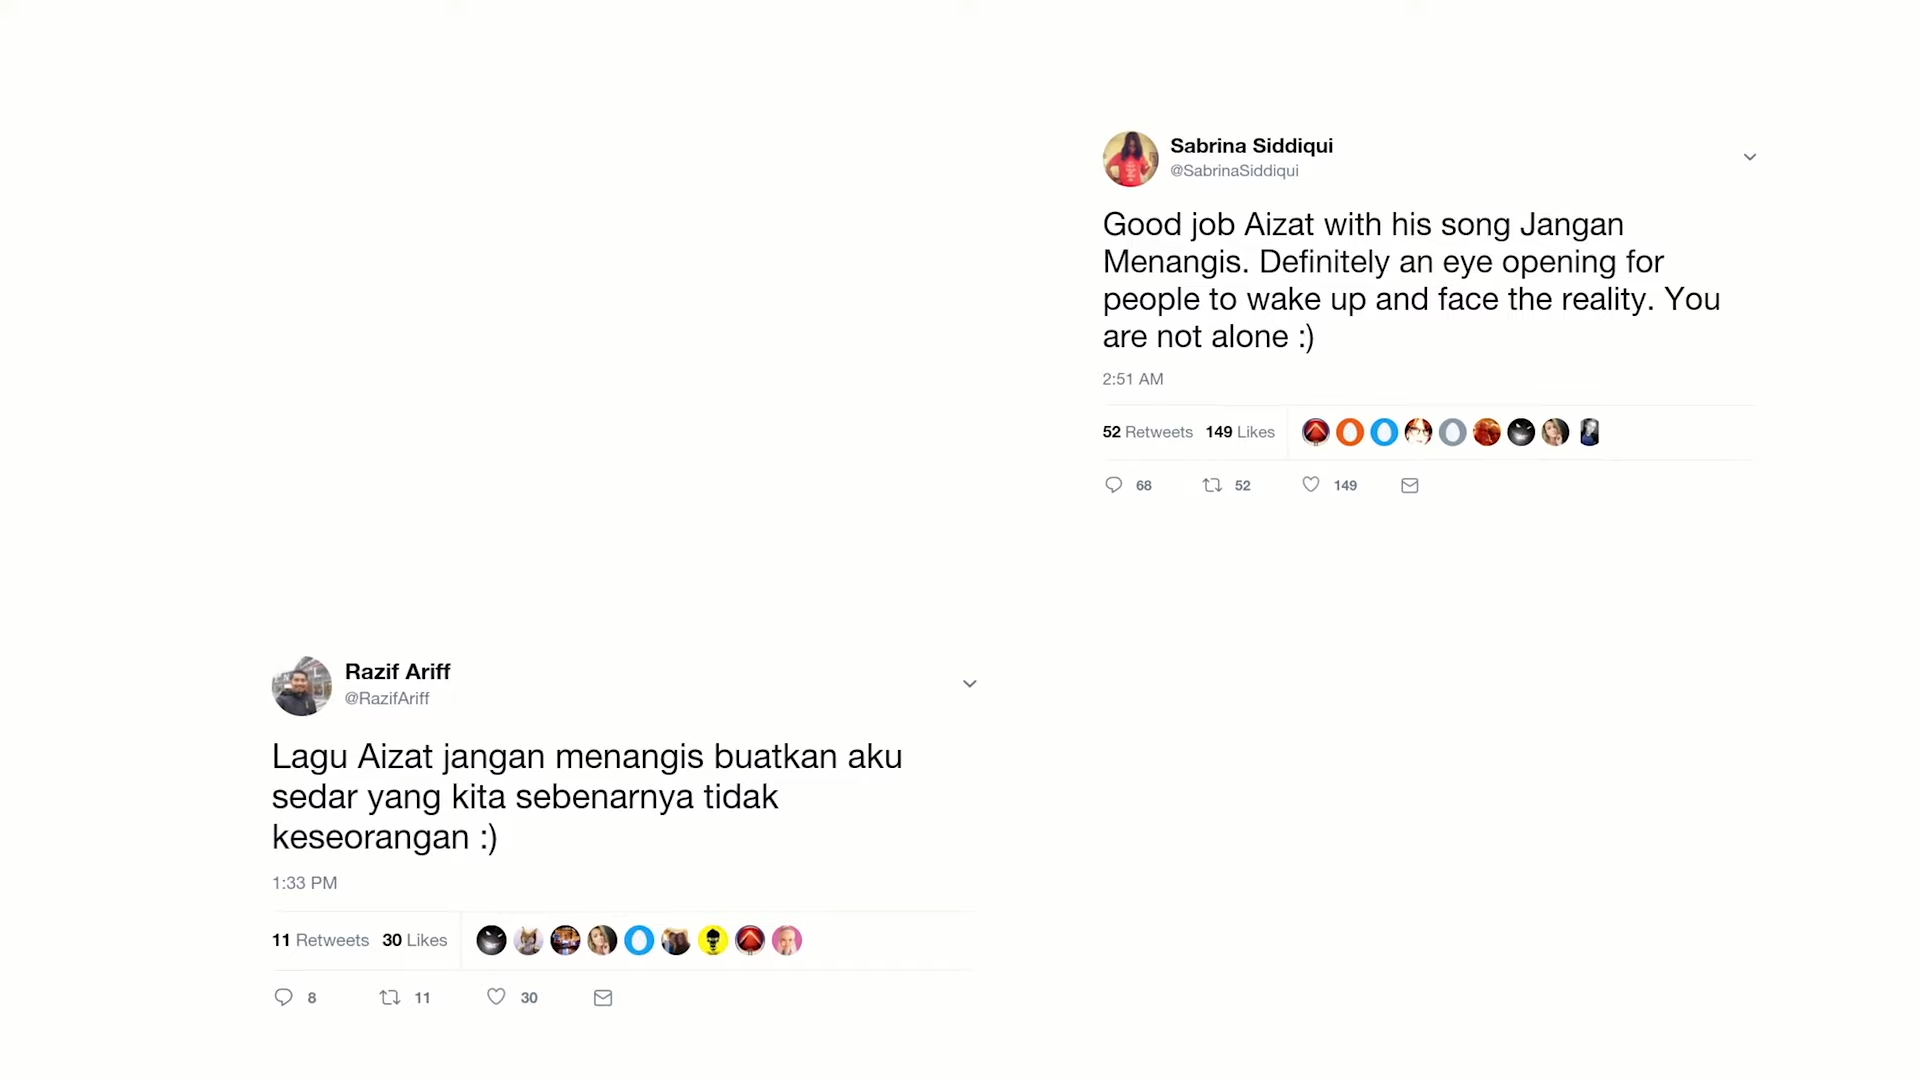 Sabrina Siddiqui
@SabrinaSiddiqui
Good job Aizat with his song Jangan
Menangis. Definitely an eye opening for
people to wake up and face the reality. You
are not alone :)
2:51 AM
52 Retweets 149 Likes
68 52 149
Razif Ariff
@RazifAriff
Lagu Aizat jangan menangis buatkan aku
sedar yang kita sebenarnya tidak
keseorangan :)
1:33 PM
11 Retweets 30 Likes
8 11 30